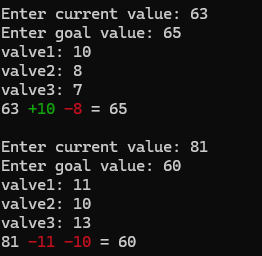 Enter current value: 63
Enter goal value: 65
valve1: 10
valve2: 8
valve3: 7
63 +10 -8 = 65
Enter current value: 81
Enter goal value: 60
valve1: 11
valve2: 10
valve3: 13
81 -11 -10 = 60